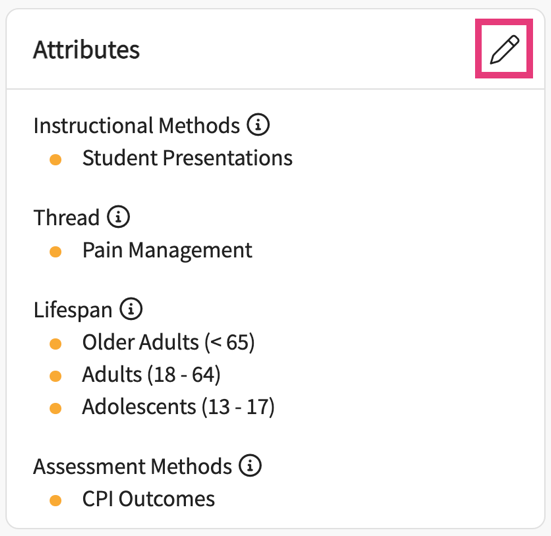 Attributes
Instructional Methods
Student Presentations
Thread
Pain Management
Lifespan
Older Adults (< 65)
Adults (18 - 64)
Adolescents (13 - 17)
Assessment Methods
CPI Outcomes